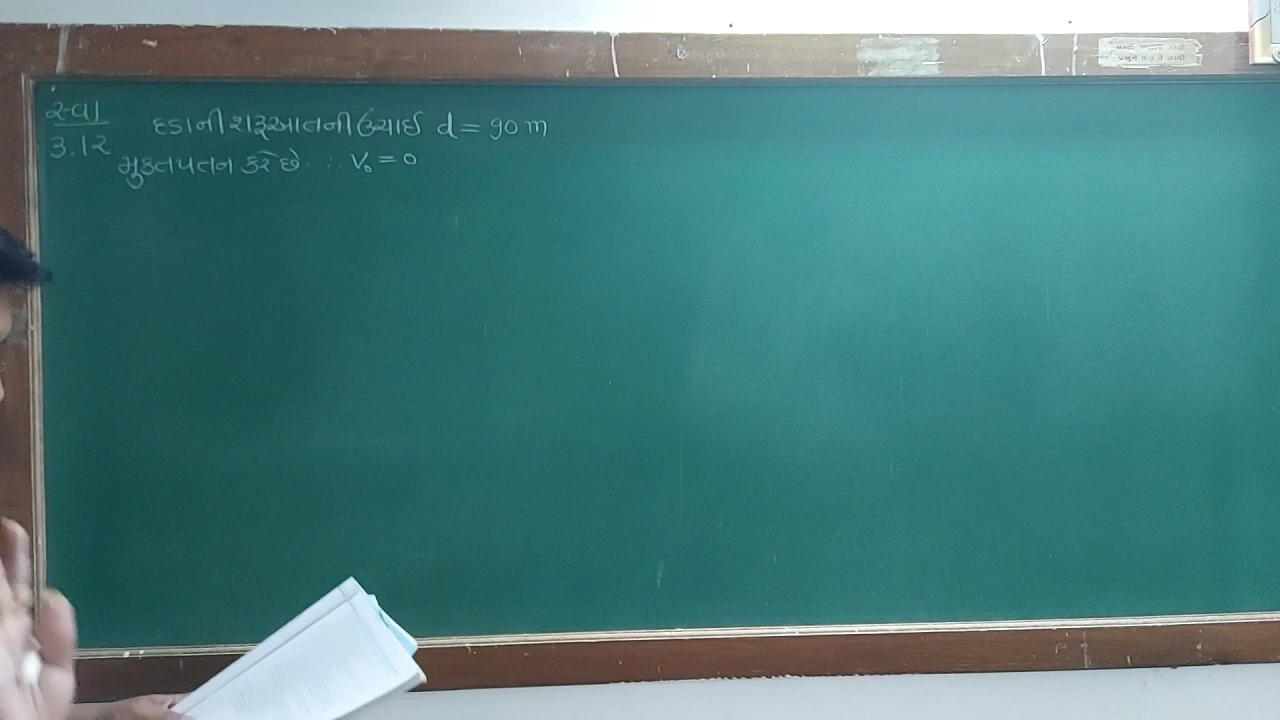 સ્વા
3.12
દડાની શરૂઆતની ઉંચાઈ d = 90 m
મુક્તપતન કરે છે. ∴ V₀ = 0